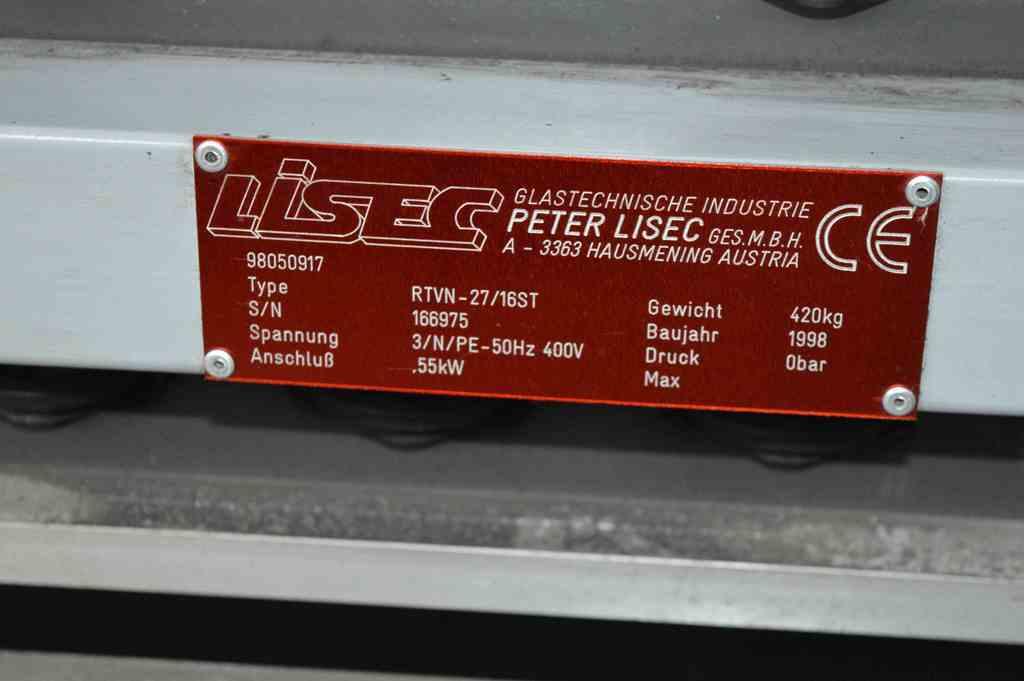 LISEC
GLASTECHNISCHE INDUSTRIE
PETER LISEC GES.M.B.H.
A - 3363 HAUSMENING AUSTRIA
CE
98050917
Type RTVN-27/16ST Gewicht 420kg
S/N 166975 Baujahr 1998
Spannung 3/N/PE-50Hz 400V Druck 0bar
Anschluß .55kW Max